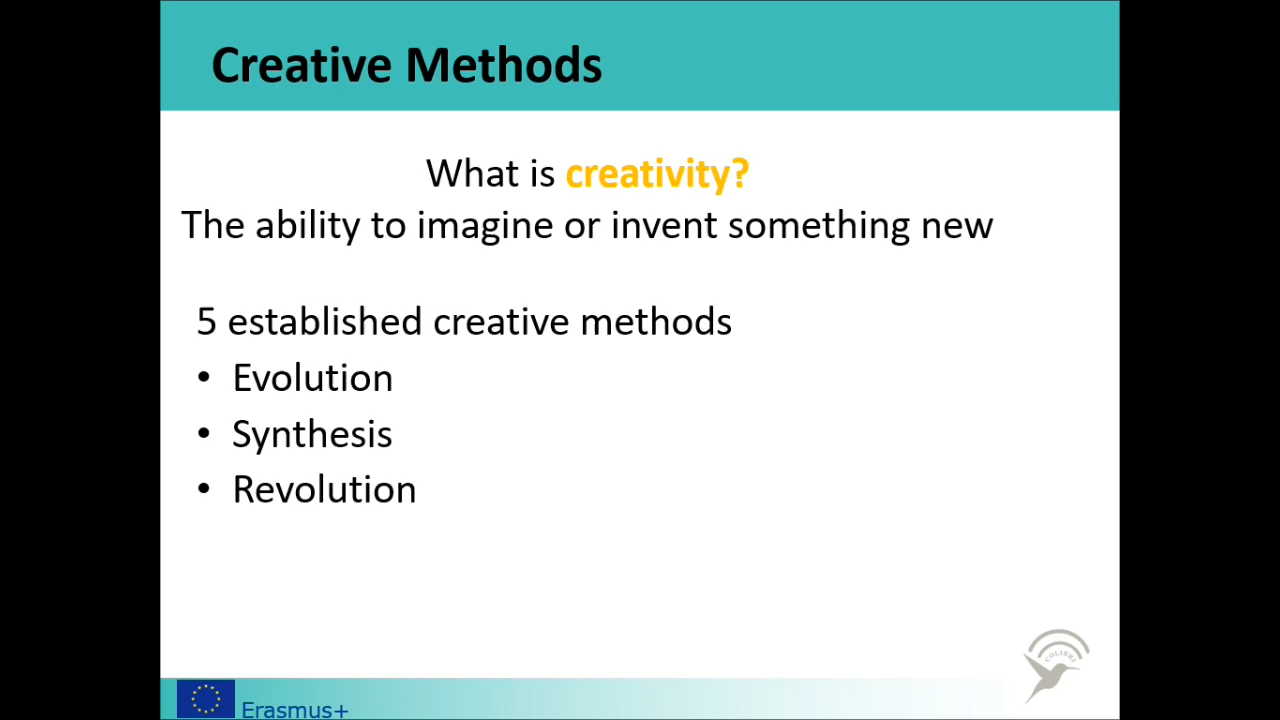 Creative Methods
What is creativity?
The ability to imagine or invent something new
5 established creative methods
• Evolution
• Synthesis
• Revolution
COLIBRI
Erasmus+